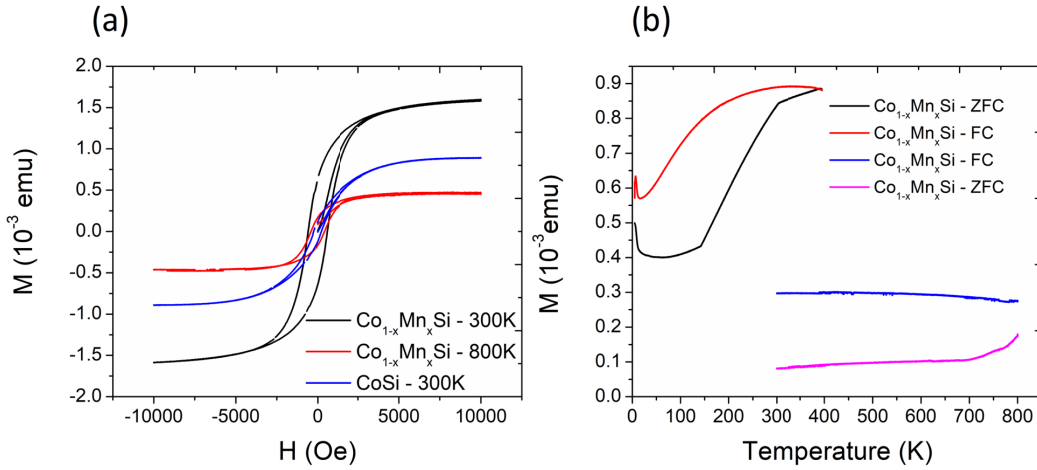 (a)
(b)
2.0
1.5
1.0
0.5
0.0
-0.5
-1.0
-1.5
-2.0
M (10⁻³ emu)
-10000 -5000 0 5000 10000
H (Oe)
Co₁₋ₓMnₓSi - 300K
Co₁₋ₓMnₓSi - 800K
CoSi - 300K
0.9
0.8
0.7
0.6
0.5
0.4
0.3
0.2
0.1
0.0
M (10⁻³ emu)
0 100 200 300 400 500 600 700 800
Temperature (K)
Co₁₋ₓMnₓSi - ZFC
Co₁₋ₓMnₓSi - FC
Co₁₋ₓMnₓSi - FC
Co₁₋ₓMnₓSi - ZFC